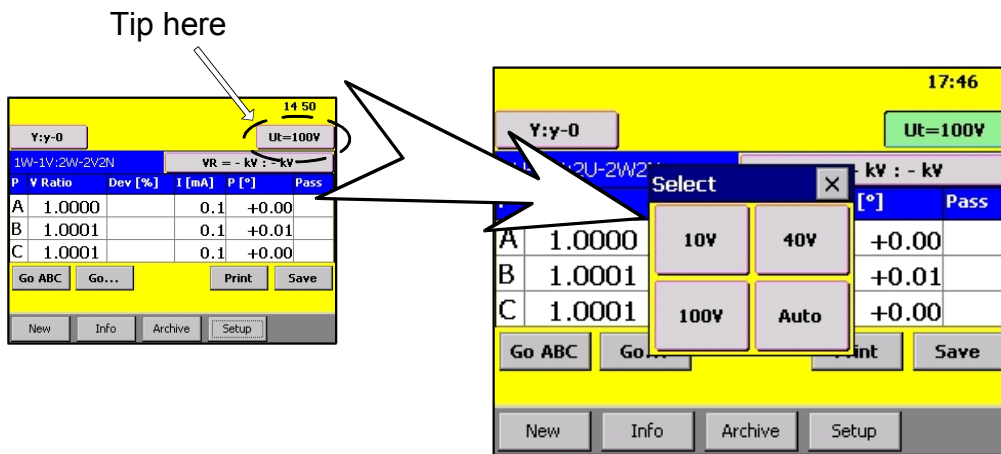 Tip here
14 50
Y:y-0 Ut=100V
1W-1V:2W-2V2N VR = - kV : - kV
P V Ratio Dev [%] I [mA] P [°] Pass
A 1.0000 0.1 +0.00
B 1.0001 0.1 +0.01
C 1.0001 0.1 +0.00
Go ABC Go... Print Save
New Info Archive Setup
17:46
Y:y-0 Ut=100V
2U-2W2 kV : - kV
Select
[°] Pass
A 1.0000 10V 40V +0.00
B 1.0001 +0.01
C 1.0001 100V Auto +0.00
Go ABC Go... int Save
New Info Archive Setup